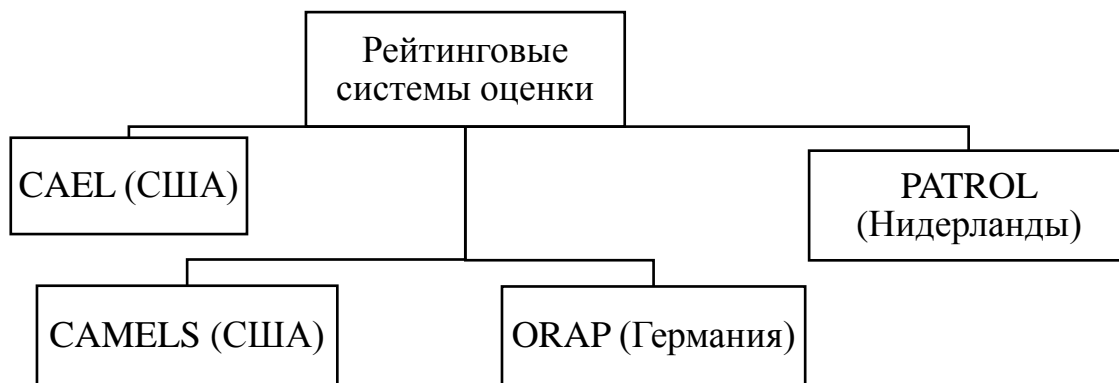 Рейтинговые
системы оценки
CAEL (США)
PATROL
(Нидерланды)
CAMELS (США)
ORAP (Германия)